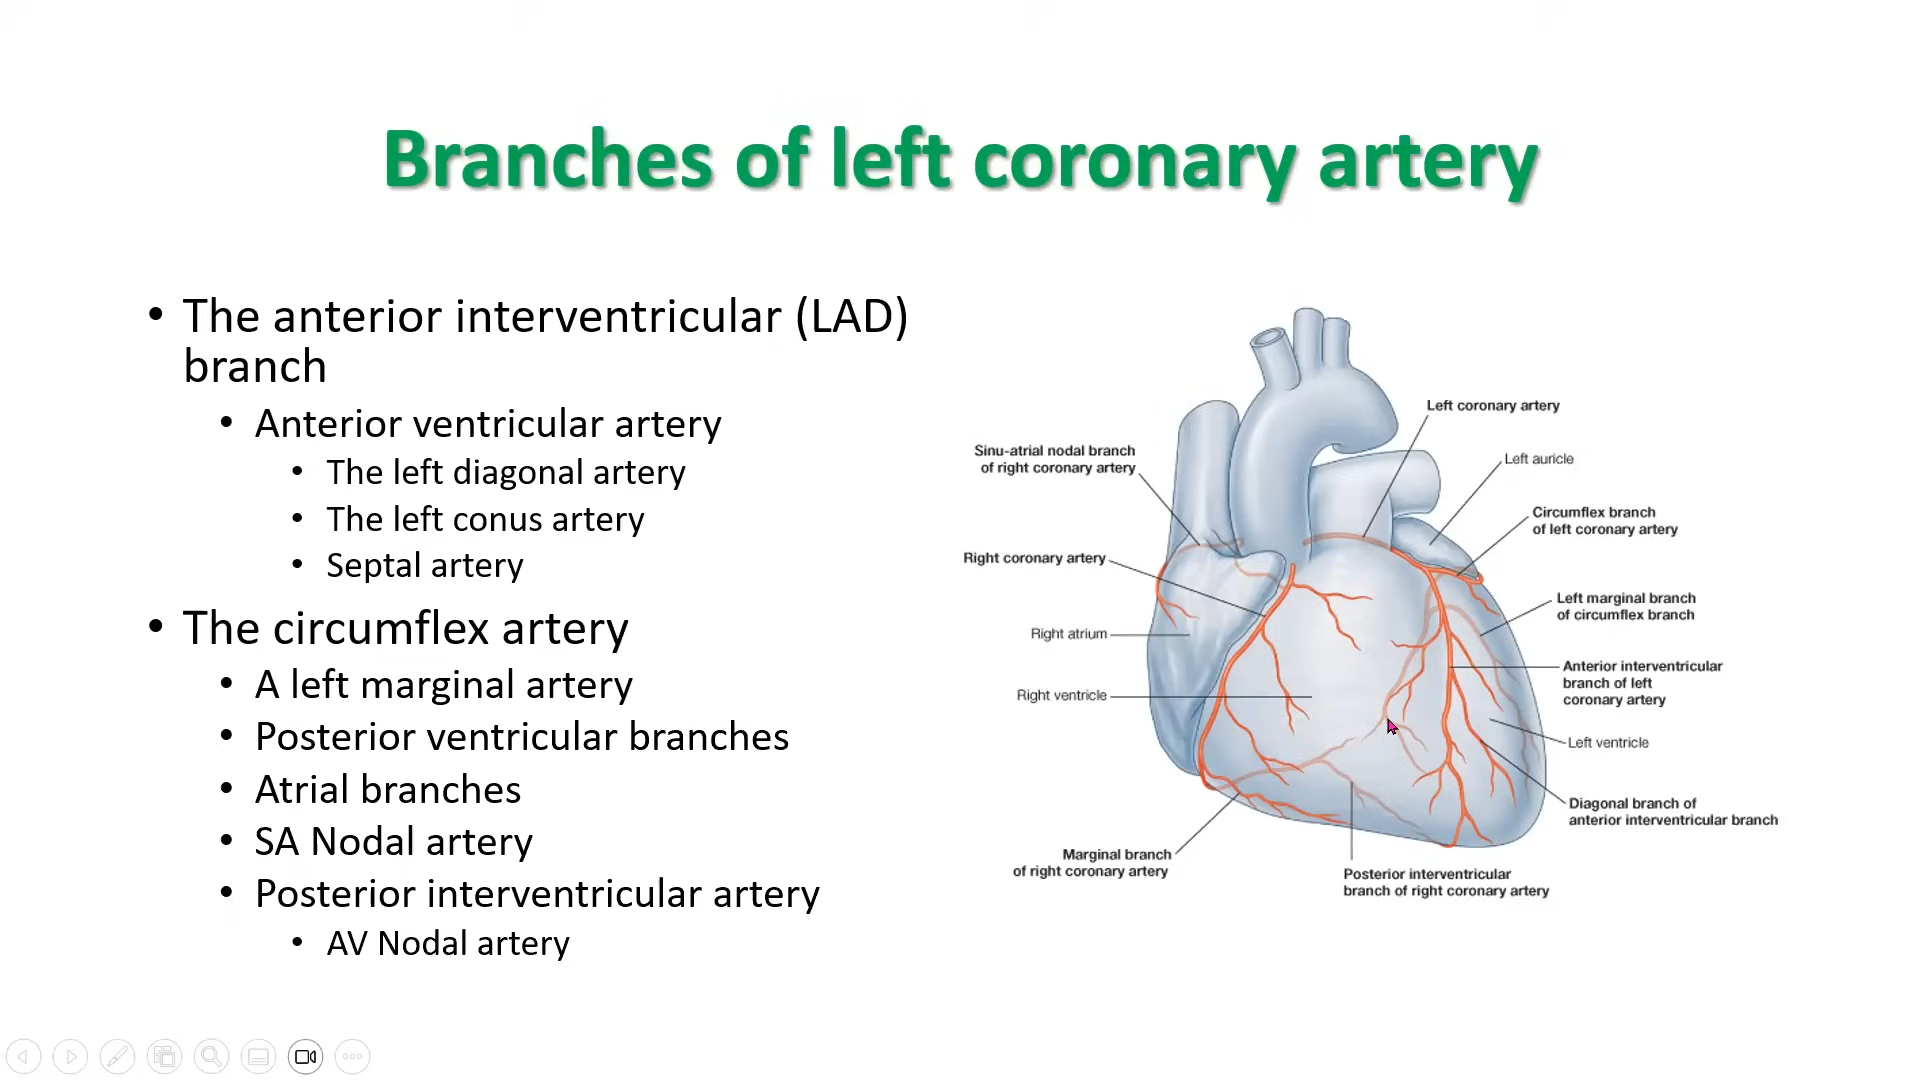 Branches of left coronary artery
• The anterior interventricular (LAD)
branch
• Anterior ventricular artery
• The left diagonal artery
• The left conus artery
• Septal artery
• The circumflex artery
• A left marginal artery
• Posterior ventricular branches
• Atrial branches
• SA Nodal artery
• Posterior interventricular artery
• AV Nodal artery
Left coronary artery
Sinu-atrial nodal branch
of right coronary artery
Left auricle
Circumflex branch
of left coronary artery
Right coronary artery
Left marginal branch
of circumflex branch
Right atrium
Anterior interventricular
branch of left
coronary artery
Right ventricle
Left ventricle
Diagonal branch of
anterior interventricular branch
Marginal branch
of right coronary artery
Posterior interventricular
branch of right coronary artery